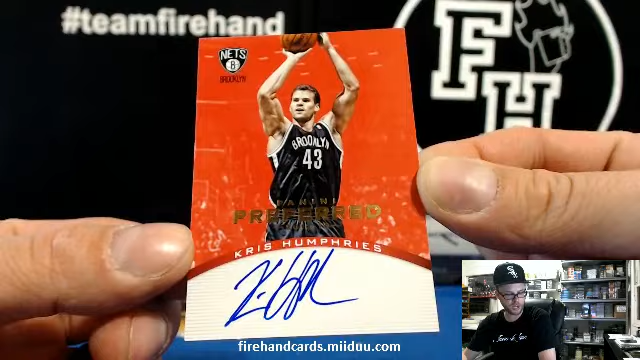 #teamfirehand
FH
NETS
B
BROOKLYN
BROOKLYN
43
PANINI
PREFERRED
KRIS HUMPHRIES
firehandcards.miiduu.com